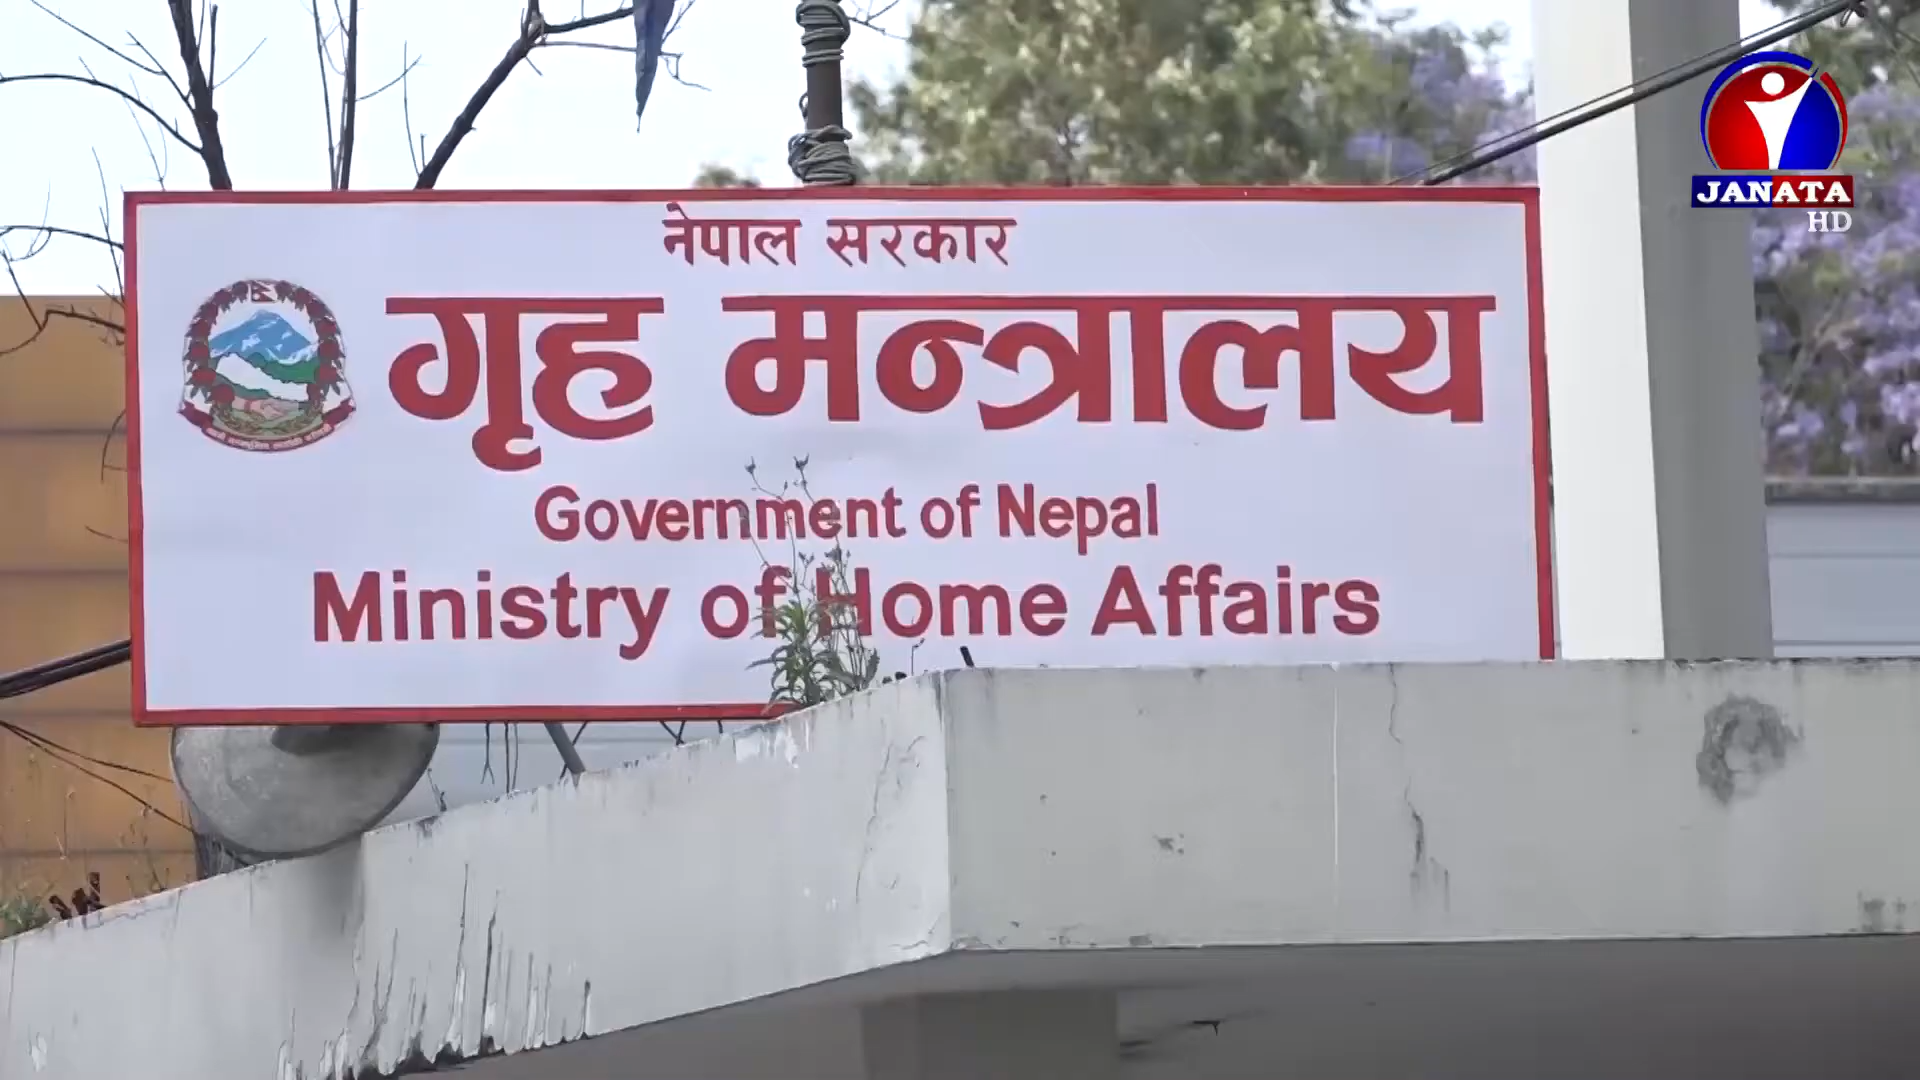 नेपाल सरकार
गृह मन्त्रालय
Government of Nepal
Ministry of Home Affairs
JANATA
HD